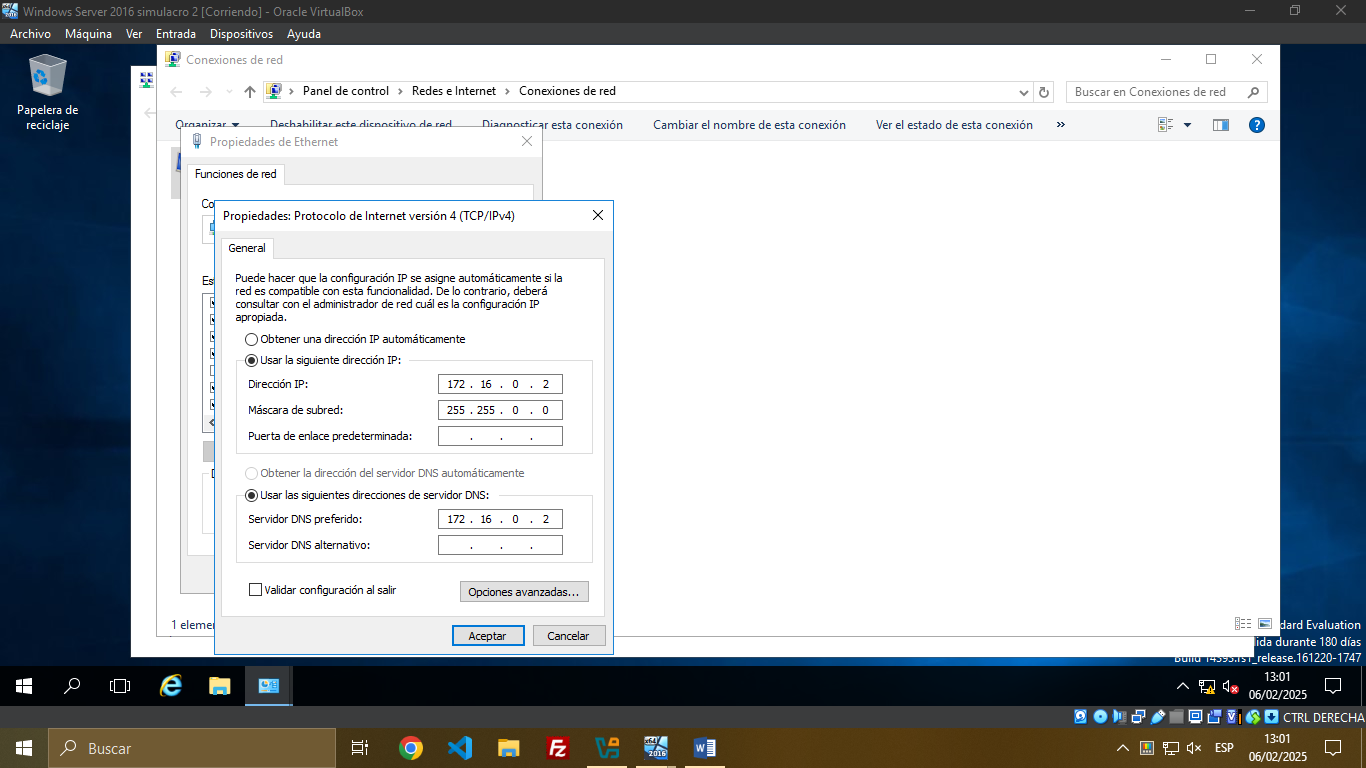 Windows Server 2016 simulacro 2 [Corriendo] - Oracle VirtualBox
Archivo Máquina Ver Entrada Dispositivos Ayuda
Papelera de
reciclaje
Conexiones de red
Panel de control Redes e Internet Conexiones de red
Buscar en Conexiones de red
Organizar Deshabilitar este dispositivo de red Diagnosticar esta conexión Cambiar el nombre de esta conexión Ver el estado de esta conexión »
Propiedades de Ethernet
Funciones de red
Co
Es
Propiedades: Protocolo de Internet versión 4 (TCP/IPv4)
General
Puede hacer que la configuración IP se asigne automáticamente si la
red es compatible con esta funcionalidad. De lo contrario, deberá
consultar con el administrador de red cuál es la configuración IP
apropiada.
Obtener una dirección IP automáticamente
Usar la siguiente dirección IP:
Dirección IP: 172 . 16 . 0 . 2
Máscara de subred: 255 . 255 . 0 . 0
Puerta de enlace predeterminada: . . .
Obtener la dirección del servidor DNS automáticamente
Usar las siguientes direcciones de servidor DNS:
Servidor DNS preferido: 172 . 16 . 0 . 2
Servidor DNS alternativo: . . .
Validar configuración al salir
Opciones avanzadas...
Aceptar Cancelar
1 eleme
dard Evaluation
ida durante 180 días
Build 14393.rs1_release.161220-1747
13:01
06/02/2025
CTRL DERECHA
Buscar
x64
2016
ESP
13:01
06/02/2025